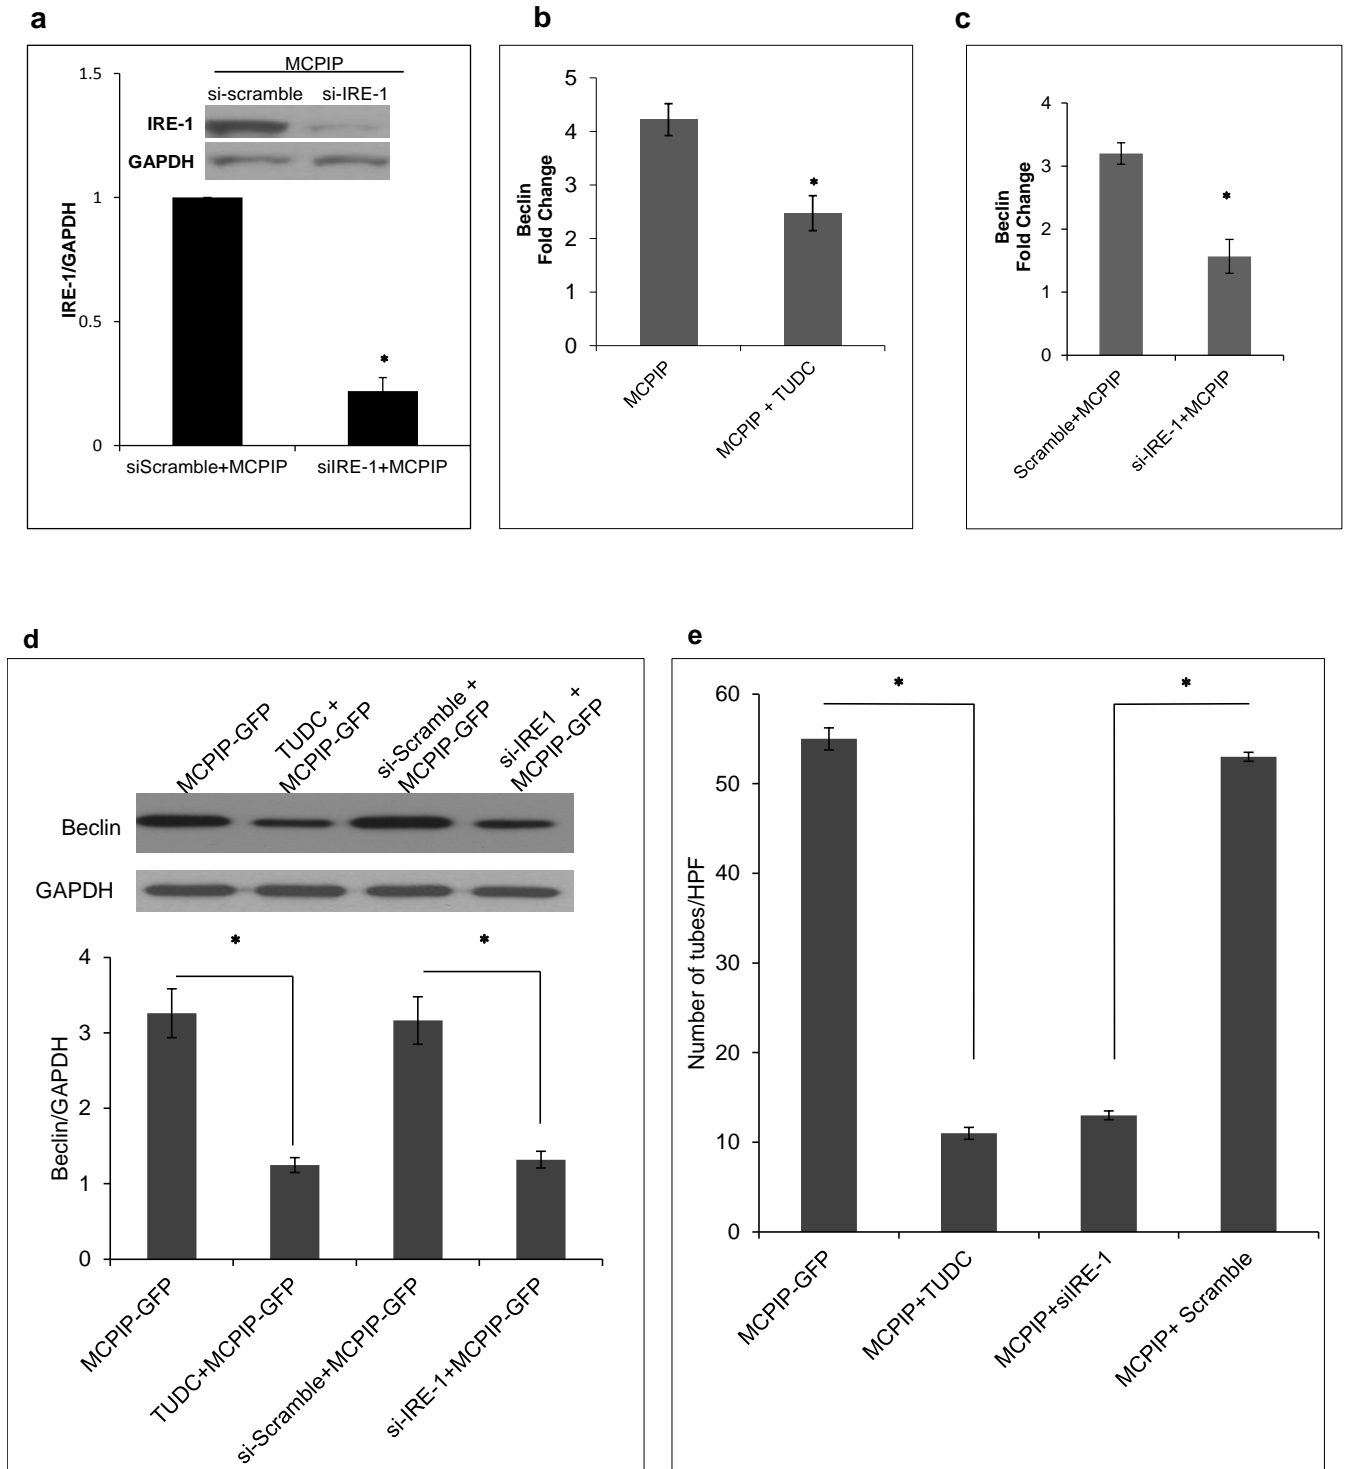 a
MCPIP
si-scramble si-IRE-1
IRE-1
GAPDH
IRE-1/GAPDH
1.5
1
0.5
0
*
siScramble+MCPIP siIRE-1+MCPIP
b
Beclin
Fold Change
5
4
3
2
1
0
*
MCPIP
MCPIP + TUDC
c
Beclin
Fold Change
4
3
2
1
0
*
Scramble+MCPIP
si-IRE-1+MCPIP
d
MCPIP-GFP
TUDC +
MCPIP-GFP
si-Scramble +
MCPIP-GFP
si-IRE1 +
MCPIP-GFP
Beclin
GAPDH
Beclin/GAPDH
4
3
2
1
0
* *
MCPIP-GFP
TUDC+MCPIP-GFP
si-Scramble+MCPIP-GFP
si-IRE-1+MCPIP-GFP
e
Number of tubes/HPF
60
50
40
30
20
10
0
* *
MCPIP-GFP
MCPIP+TUDC
MCPIP+siIRE-1
MCPIP+ Scramble